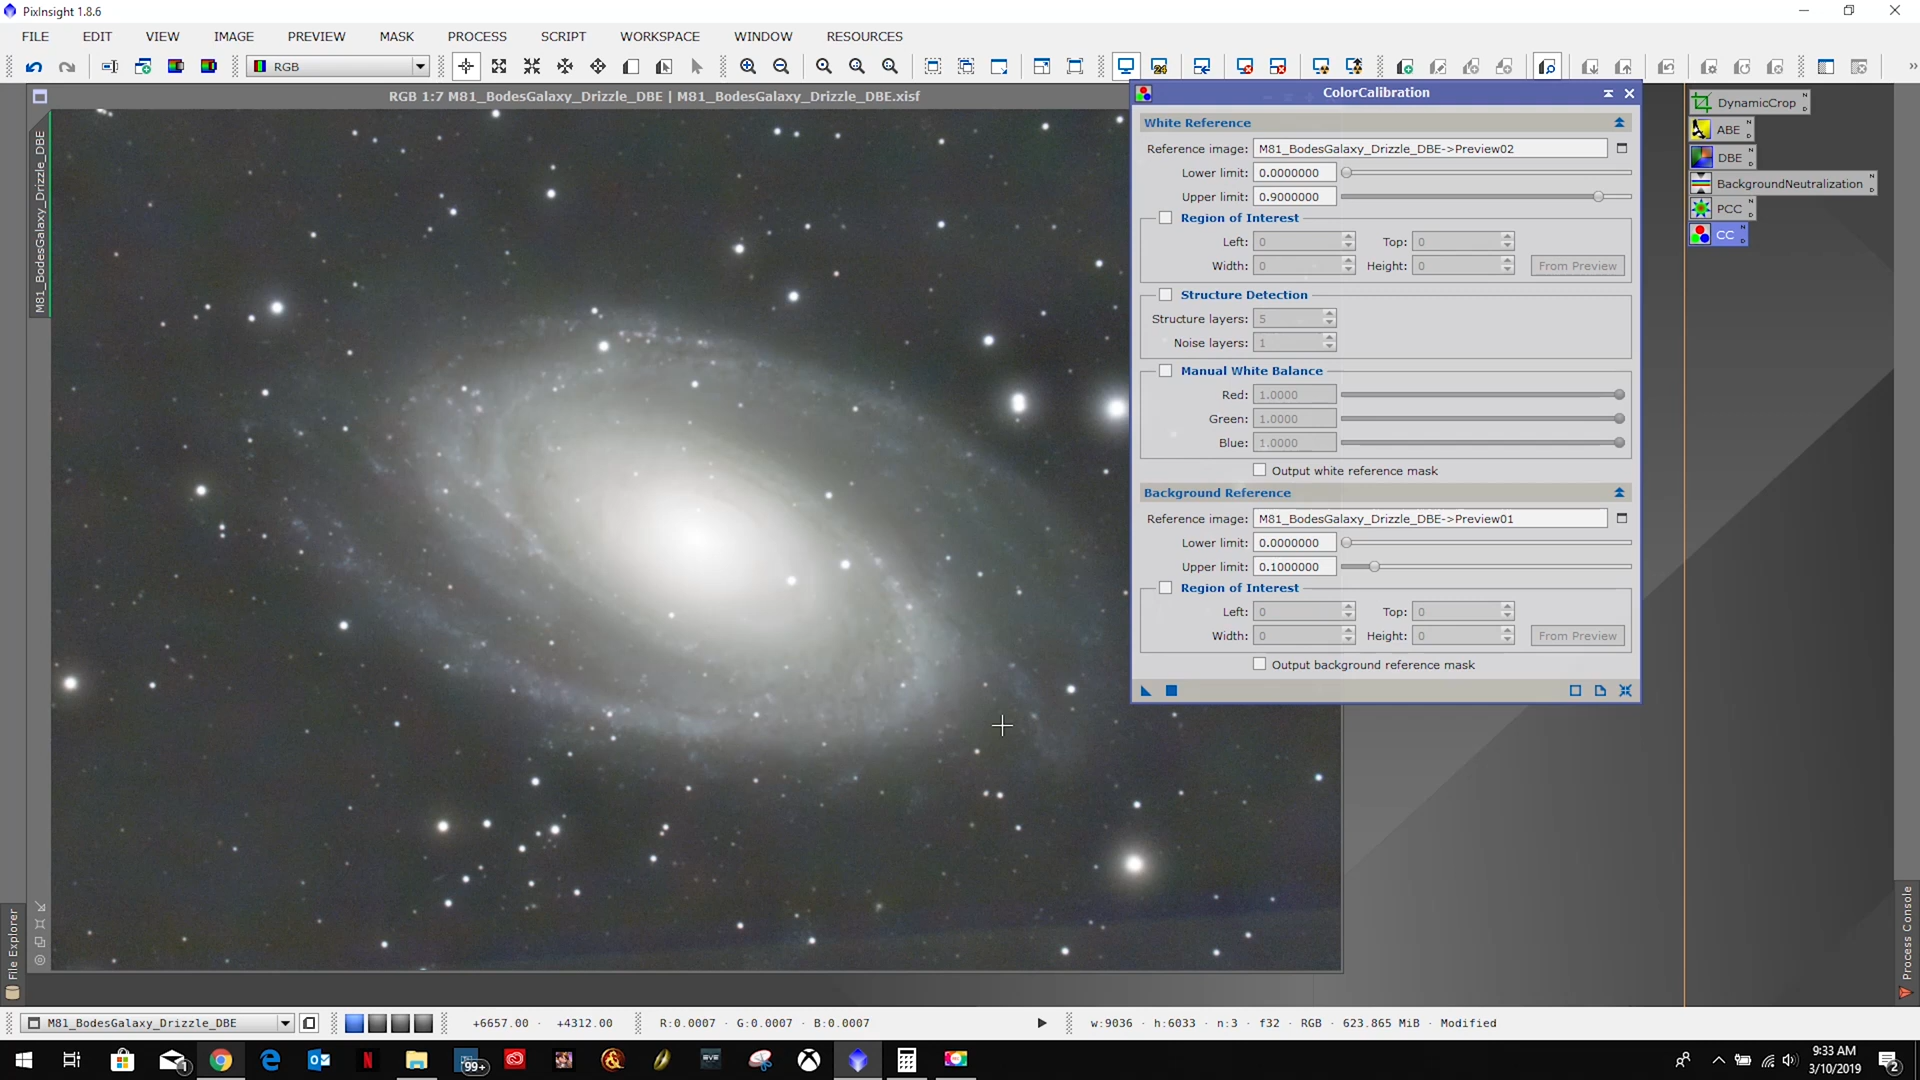 PixInsight 1.8.6
FILE EDIT VIEW IMAGE PREVIEW MASK PROCESS SCRIPT WORKSPACE WINDOW RESOURCES
RGB
24
RGB 1:7 M81_BodesGalaxy_Drizzle_DBE | M81_BodesGalaxy_Drizzle_DBE.xisf
M81_BodesGalaxy_Drizzle_DBE
ColorCalibration
White Reference
Reference image: M81_BodesGalaxy_Drizzle_DBE->Preview02
Lower limit: 0.0000000
Upper limit: 0.9000000
Region of Interest
Left: 0 Top: 0
Width: 0 Height: 0 From Preview
Structure Detection
Structure layers: 5
Noise layers: 1
Manual White Balance
Red: 1.0000
Green: 1.0000
Blue: 1.0000
Output white reference mask
Background Reference
Reference image: M81_BodesGalaxy_Drizzle_DBE->Preview01
Lower limit: 0.0000000
Upper limit: 0.1000000
Region of Interest
Left: 0 Top: 0
Width: 0 Height: 0 From Preview
Output background reference mask
DynamicCrop N D
ABE N D
DBE N D
BackgroundNeutralization N D
PCC N D
CC N D
File Explorer
Process Console
M81_BodesGalaxy_Drizzle_DBE +6657.00 · +4312.00 R:0.0007 · G:0.0007 · B:0.0007 w:9036 · h:6033 · n:3 · f32 · RGB · 623.865 MiB · Modified
1 99+ 9:33 AM
3/10/2019 2